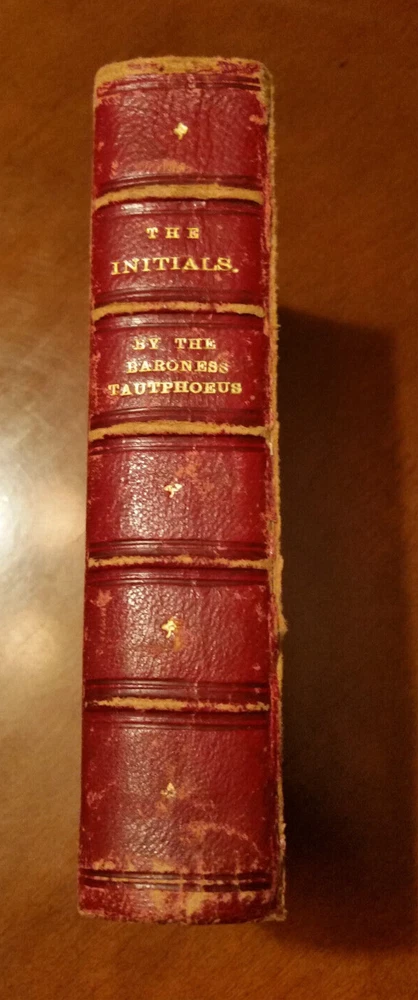 THE
INITIALS.
BY THE
BARONESS
TAUTPHOEUS